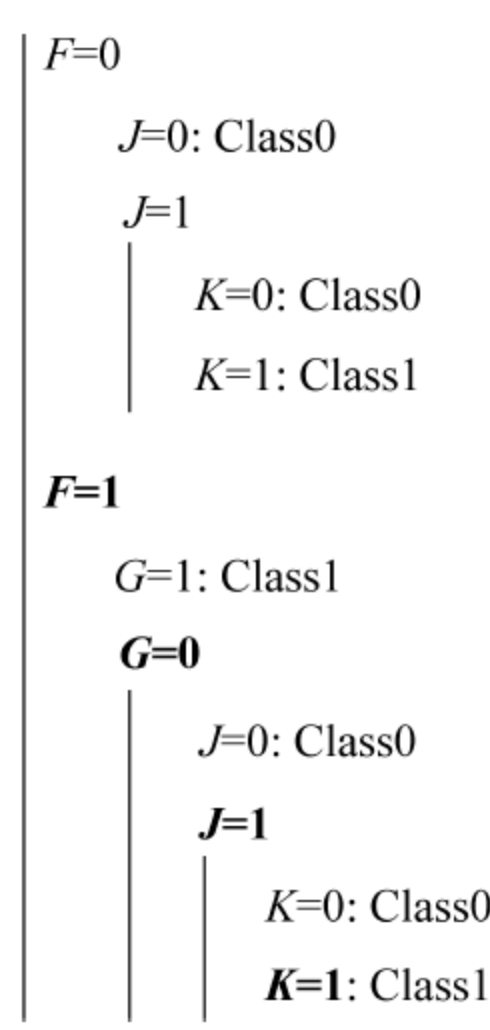 F=0
J=0: Class0
J=1
K=0: Class0
K=1: Class1
F=1
G=1: Class1
G=0
J=0: Class0
J=1
K=0: Class0
K=1: Class1